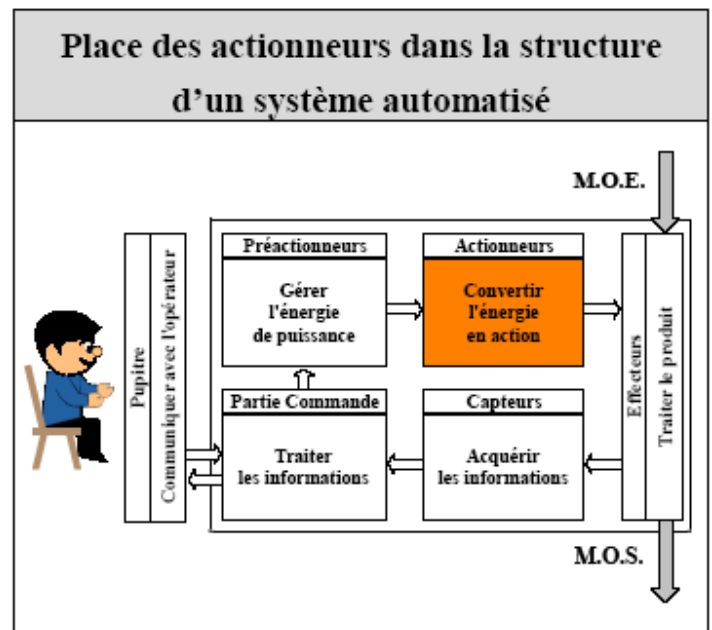 Place des actionneurs dans la structure
d'un système automatisé
M.O.E.
Pupitre
Communiquer avec l'opérateur
Préactionneurs
Gérer
l'énergie
de puissance
Actionneurs
Convertir
l'énergie
en action
Effecteurs
Traiter le produit
Partie Commande
Traiter
les informations
Capteurs
Acquérir
les informations
M.O.S.